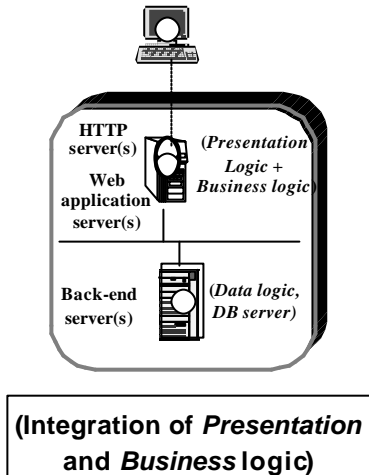 HTTP
server(s)
(Presentation
Logic +
Business logic)
Web
application
server(s)
Back-end
server(s)
(Data logic,
DB server)
(Integration of Presentation
and Business logic)